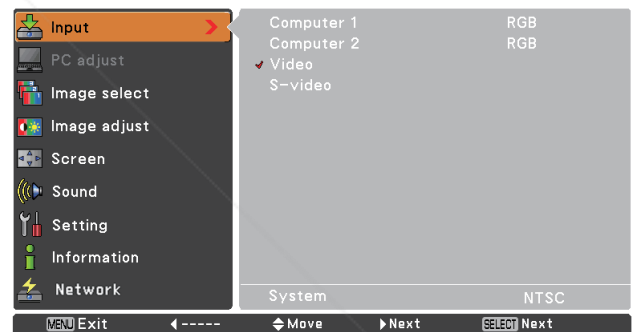 Input
PC adjust
Image select
Image adjust
Screen
Sound
Setting
Information
Network
Computer 1 RGB
Computer 2 RGB
Video
S-video
System NTSC
MENU Exit ----- Move Next SELECT Next